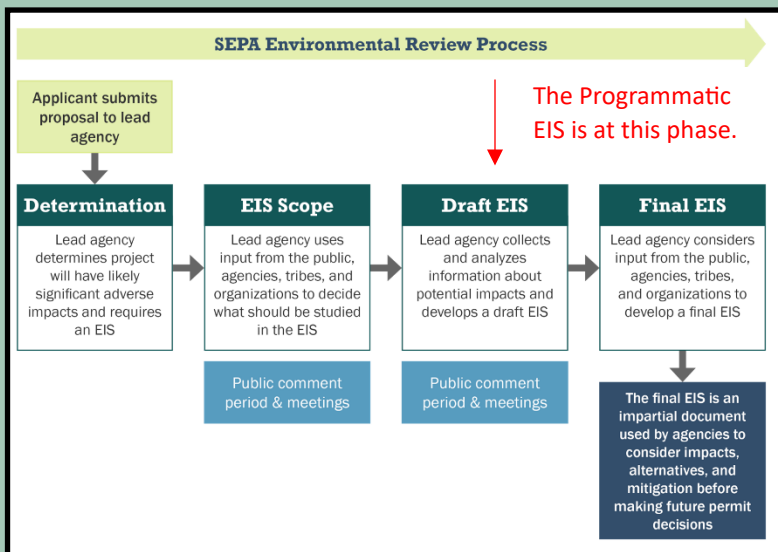 SEPA Environmental Review Process
Applicant submits
proposal to lead
agency
The Programmatic
EIS is at this phase.
Determination
Lead agency
determines project
will have likely
significant adverse
impacts and requires
an EIS
EIS Scope
Lead agency uses
input from the public,
agencies, tribes, and
organizations to decide
what should be studied
in the EIS
Public comment
period & meetings
Draft EIS
Lead agency collects
and analyzes
information about
potential impacts and
develops a draft EIS
Public comment
period & meetings
Final EIS
Lead agency considers
input from the public,
agencies, tribes,
and organizations to
develop a final EIS
The final EIS is an
impartial document
used by agencies to
consider impacts,
alternatives, and
mitigation before
making future permit
decisions